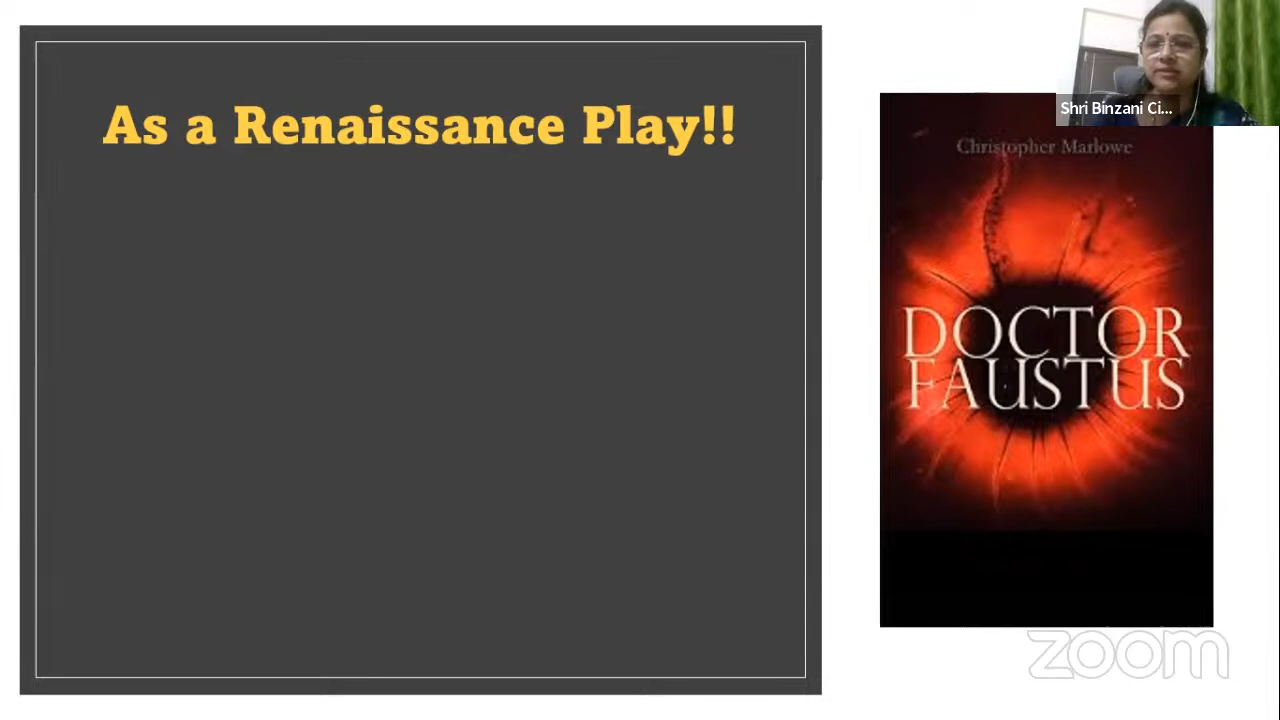 As a Renaissance Play!!
Shri Binzani Ci...
Christopher Marlowe
DOCTOR
FAUSTUS
zoom